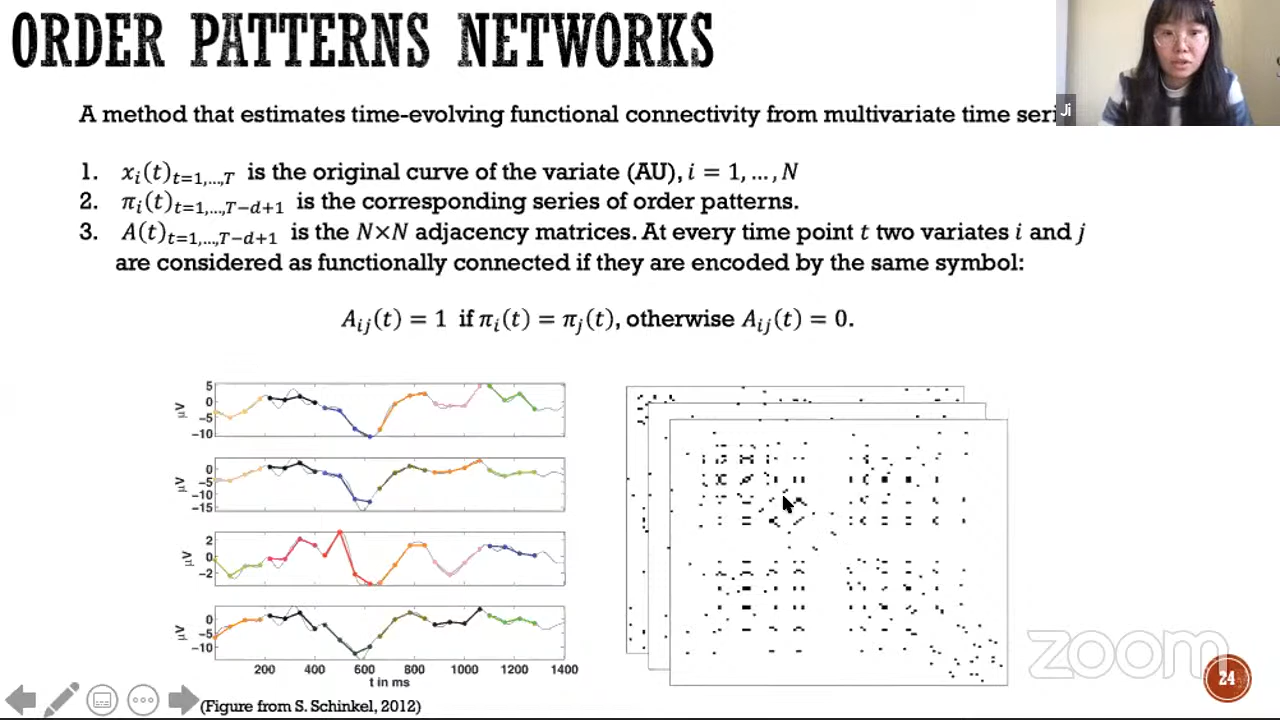 ORDER PATTERNS NETWORKS
A method that estimates time-evolving functional connectivity from multivariate time seri
Ji
1. xᵢ(t)ₜ₌₁,…,T is the original curve of the variate (AU), i = 1, … , N
2. πᵢ(t)ₜ₌₁,…,T−d+1 is the corresponding series of order patterns.
3. A(t)ₜ₌₁,…,T−d+1 is the N×N adjacency matrices. At every time point t two variates i and j
are considered as functionally connected if they are encoded by the same symbol:
Aᵢⱼ(t) = 1 if πᵢ(t) = πⱼ(t), otherwise Aᵢⱼ(t) = 0.
5
0
−5
−10
μV
0
−5
−10
−15
μV
2
0
−2
μV
0
−5
−10
μV
200 400 600 800 1000 1200 1400
t in ms
(Figure from S. Schinkel, 2012)
zoom
24